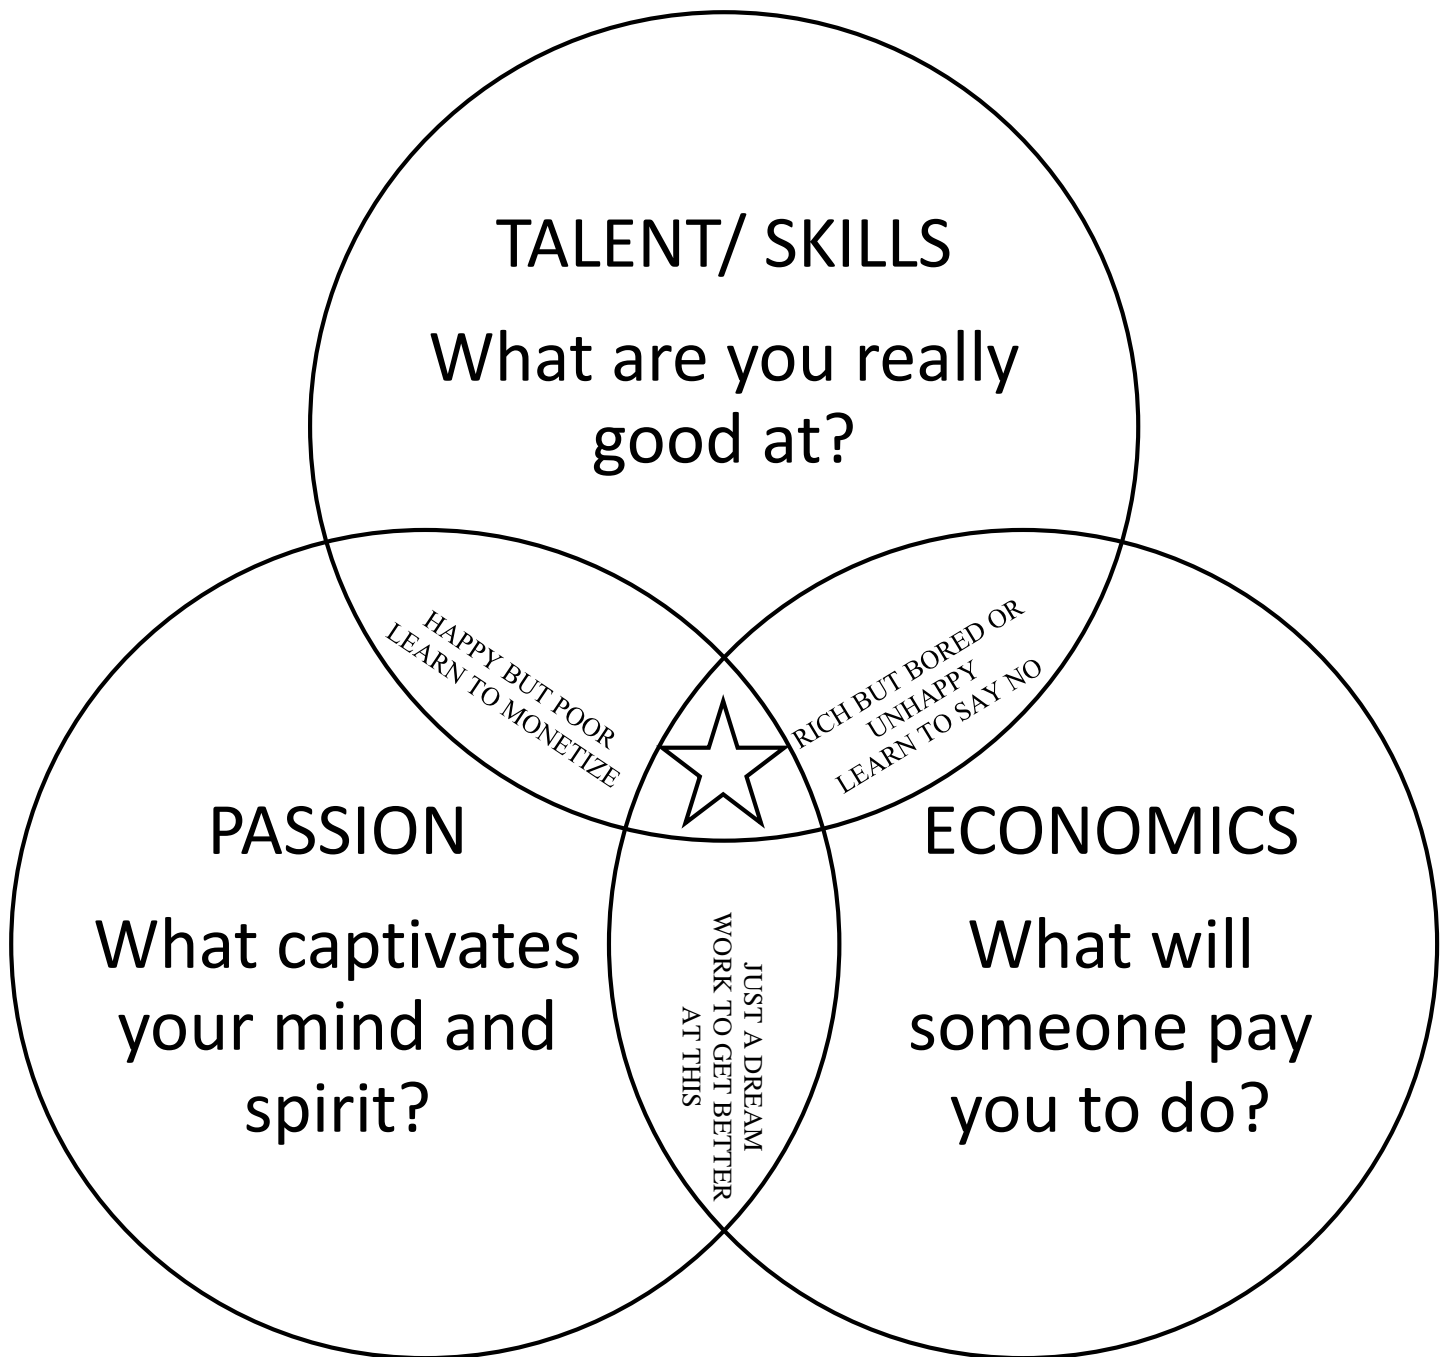 TALENT/ SKILLS
What are you really
good at?
HAPPY BUT POOR
LEARN TO MONETIZE
RICH BUT BORED OR
UNHAPPY
LEARN TO SAY NO
PASSION
What captivates
your mind and
spirit?
JUST A DREAM
WORK TO GET BETTER
AT THIS
ECONOMICS
What will
someone pay
you to do?